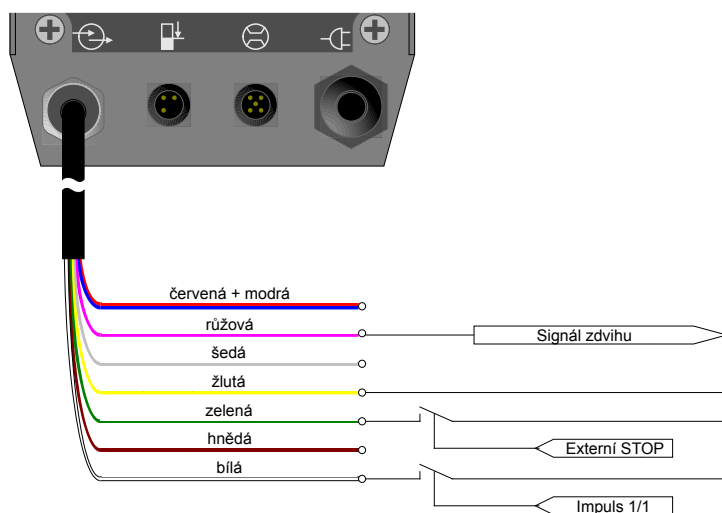 červená + modrá
růžová
Signál zdvihu
šedá
žlutá
zelená
hnědá
Externí STOP
bílá
Impuls 1/1